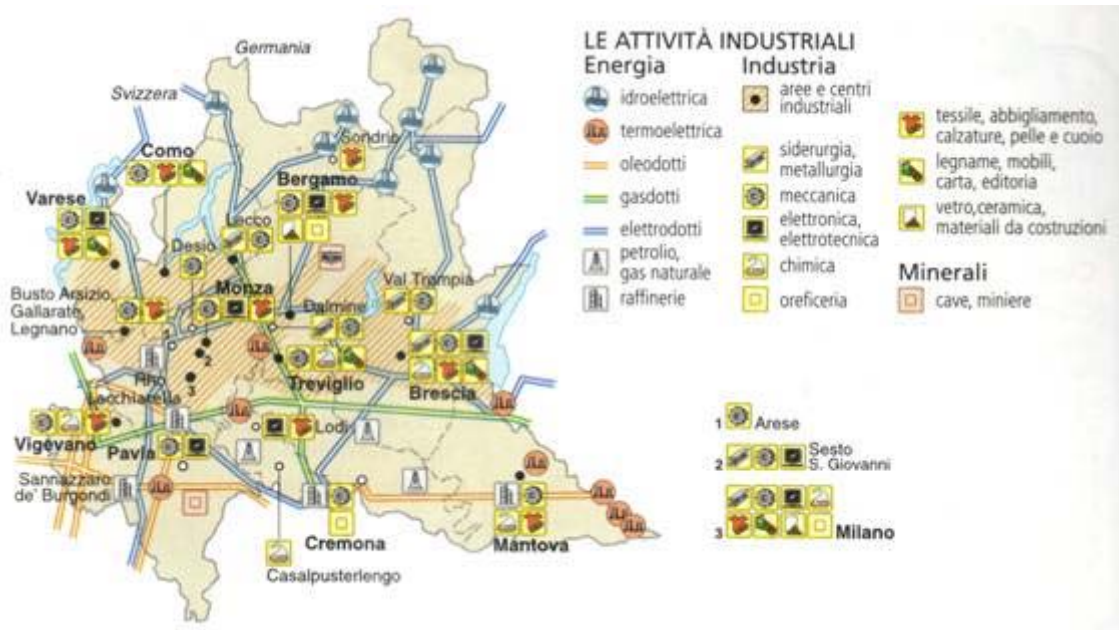 Germania
Svizzera
Como
Sondrio
Bergamo
Varese
Lecco
Desio
Val Trampia
Busto Arsizio,
Gallarate,
Legnano
Monza
Dalmine
Rho
Lacchiarella
Treviglio
Brescia
Vigevano
Pavia
Lodi
Sannazzaro
de' Burgondi
Cremona
Mantova
Casalpusterlengo
1
2
3
LE ATTIVITÀ INDUSTRIALI
Energia
idroelettrica
termoelettrica
oleodotti
gasdotti
elettrodotti
petrolio,
gas naturale
raffinerie
Industria
aree e centri
industriali
siderurgia,
metallurgia
meccanica
elettronica,
elettrotecnica
chimica
oreficeria
tessile, abbigliamento,
calzature, pelle e cuoio
legname, mobili,
carta, editoria
vetro,ceramica,
materiali da costruzioni
Minerali
cave, miniere
1 Arese
2 Sesto
S. Giovanni
3 Milano